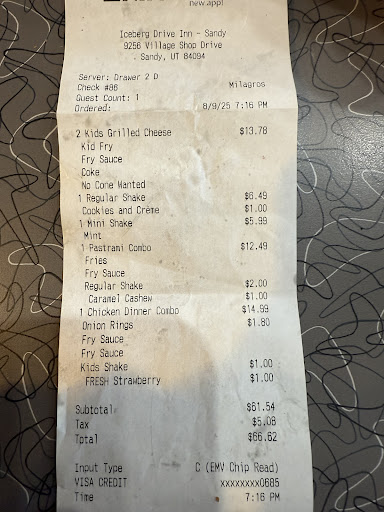 new.app!
Iceberg Drive Inn - Sandy
9256 Village Shop Drive
Sandy, UT 84094
Server: Drawer 2 D
Check #86 Milagros
Guest Count: 1
Ordered: 8/9/25 7:16 PM
2 Kids Grilled Cheese $13.78
Kid Fry
Fry Sauce
Coke
No Cone Wanted
1 Regular Shake $6.49
Cookies and Crème $1.00
1 Mini Shake $5.99
Mint
1 Pastrami Combo $12.49
Fries
Fry Sauce
Regular Shake $2.00
Caramel Cashew $1.00
1 Chicken Dinner Combo $14.99
Onion Rings $1.80
Fry Sauce
Fry Sauce
Kids Shake $1.00
FRESH Strawberry $1.00
Subtotal $61.54
Tax $5.08
Total $66.62
Input Type C (EMV Chip Read)
VISA CREDIT xxxxxxxx0685
Time 7:16 PM